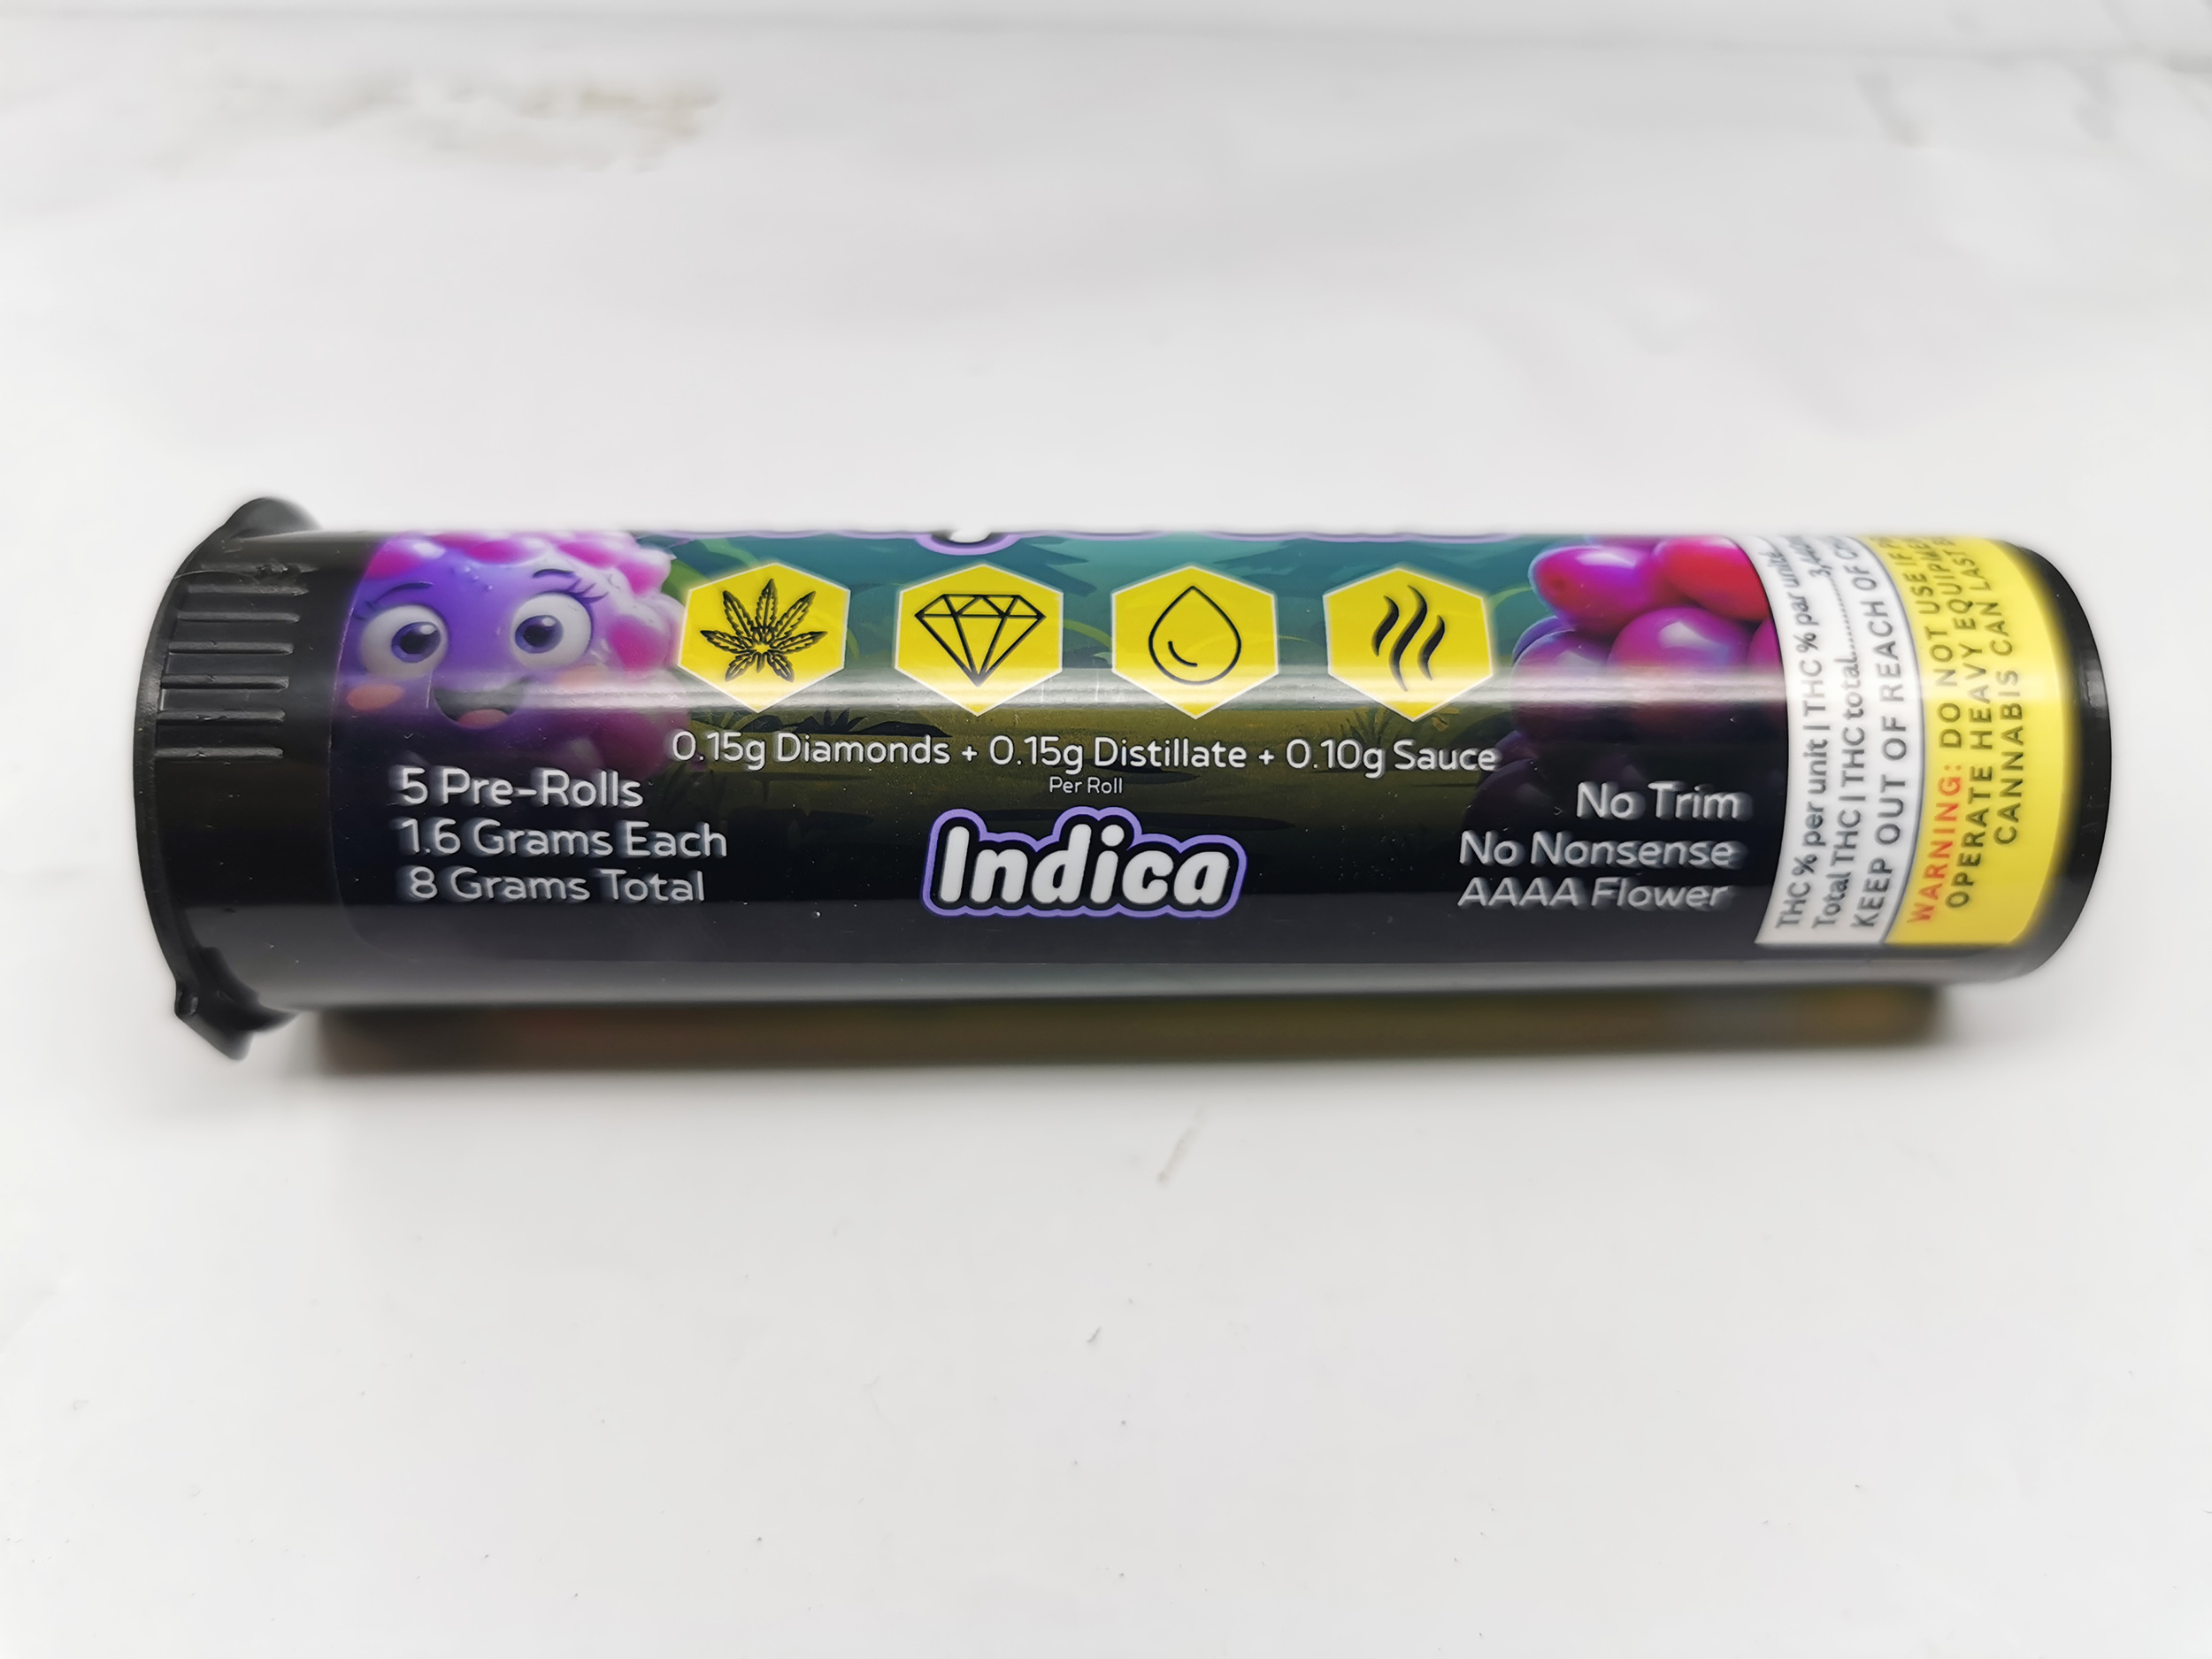 0.15g Diamonds + 0.15g Distillate + 0.10g Sauce
Per Roll
5 Pre-Rolls
1.6 Grams Each
8 Grams Total
Indica
No Trim
No Nonsense
AAAA Flower
THC % per unit | THC % par unité
Total THC | THC total
KEEP OUT OF REACH OF
WARNING: DO NOT USE IF
OPERATE HEAVY EQUIPME
CANNABIS CAN LAST